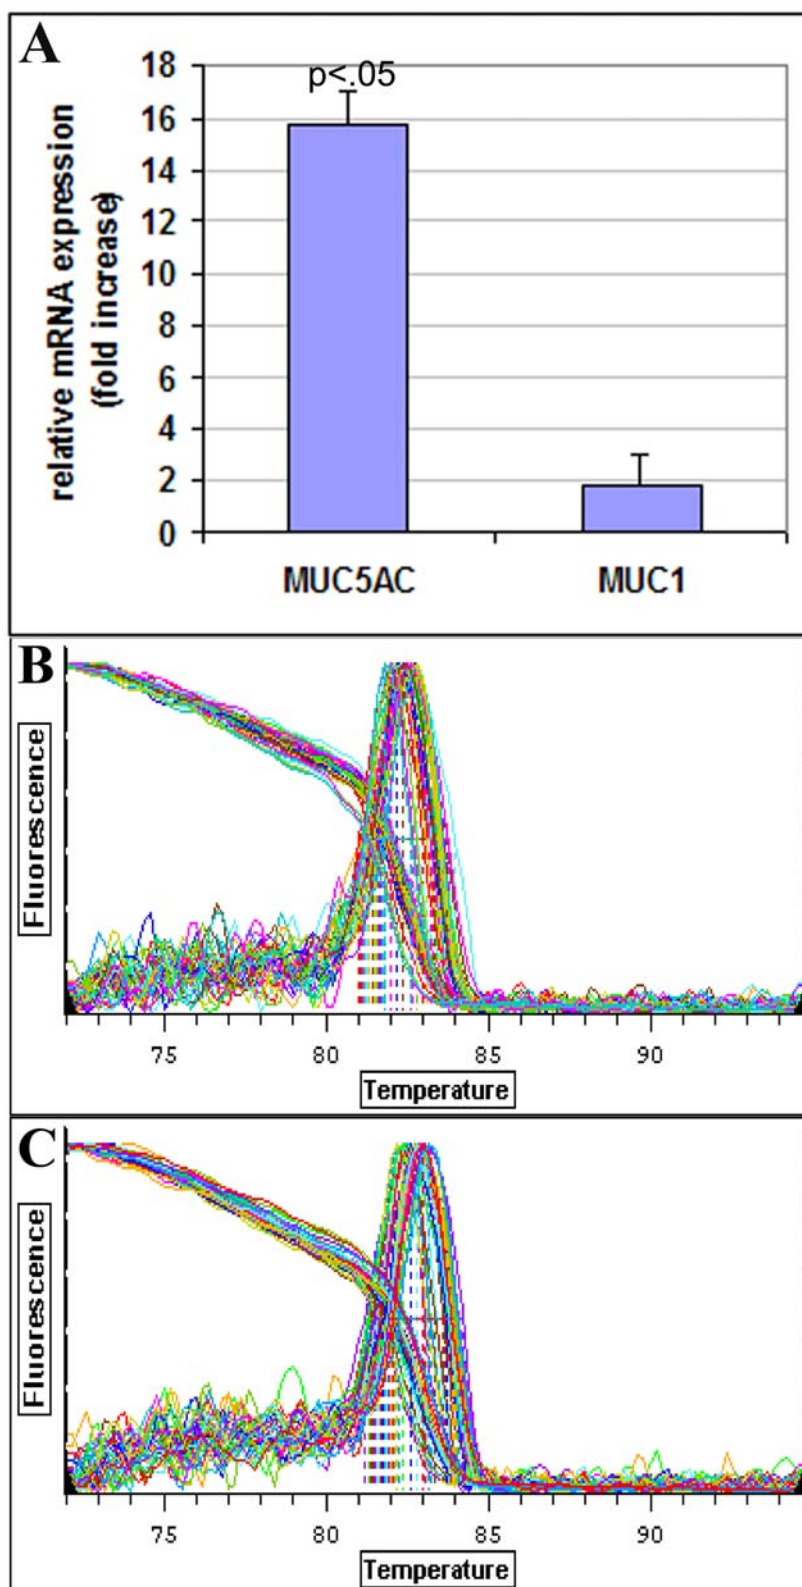 A
18
p<.05
16
14
12
10
8
6
4
2
0
relative mRNA expression
(fold increase)
MUC5AC MUC1
B
Fluorescence
75 80 85 90
Temperature
C
Fluorescence
75 80 85 90
Temperature